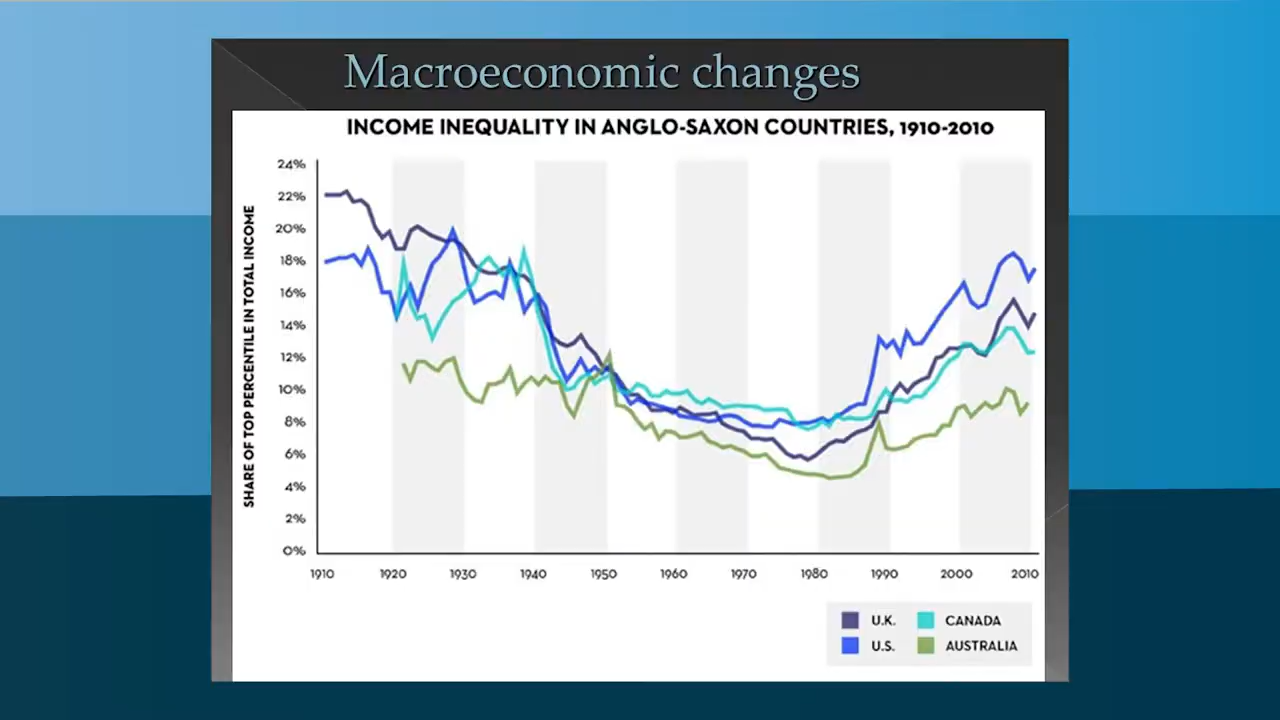 Macroeconomic changes
INCOME INEQUALITY IN ANGLO-SAXON COUNTRIES, 1910-2010
SHARE OF TOP PERCENTILE IN TOTAL INCOME
24%
22%
20%
18%
16%
14%
12%
10%
8%
6%
4%
2%
0%
1910 1920 1930 1940 1950 1960 1970 1980 1990 2000 2010
U.K. CANADA
U.S. AUSTRALIA